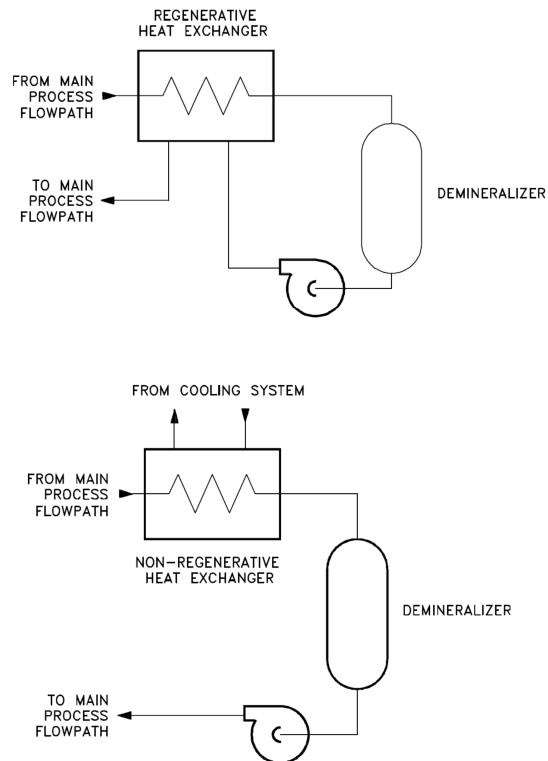 REGENERATIVE
HEAT EXCHANGER
FROM MAIN
PROCESS
FLOWPATH
TO MAIN
PROCESS
FLOWPATH
DEMINERALIZER
FROM COOLING SYSTEM
FROM MAIN
PROCESS
FLOWPATH
NON-REGENERATIVE
HEAT EXCHANGER
DEMINERALIZER
TO MAIN
PROCESS
FLOWPATH